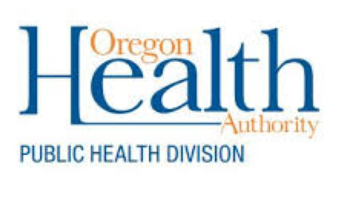 Oregon
Health
Authority
PUBLIC HEALTH DIVISION